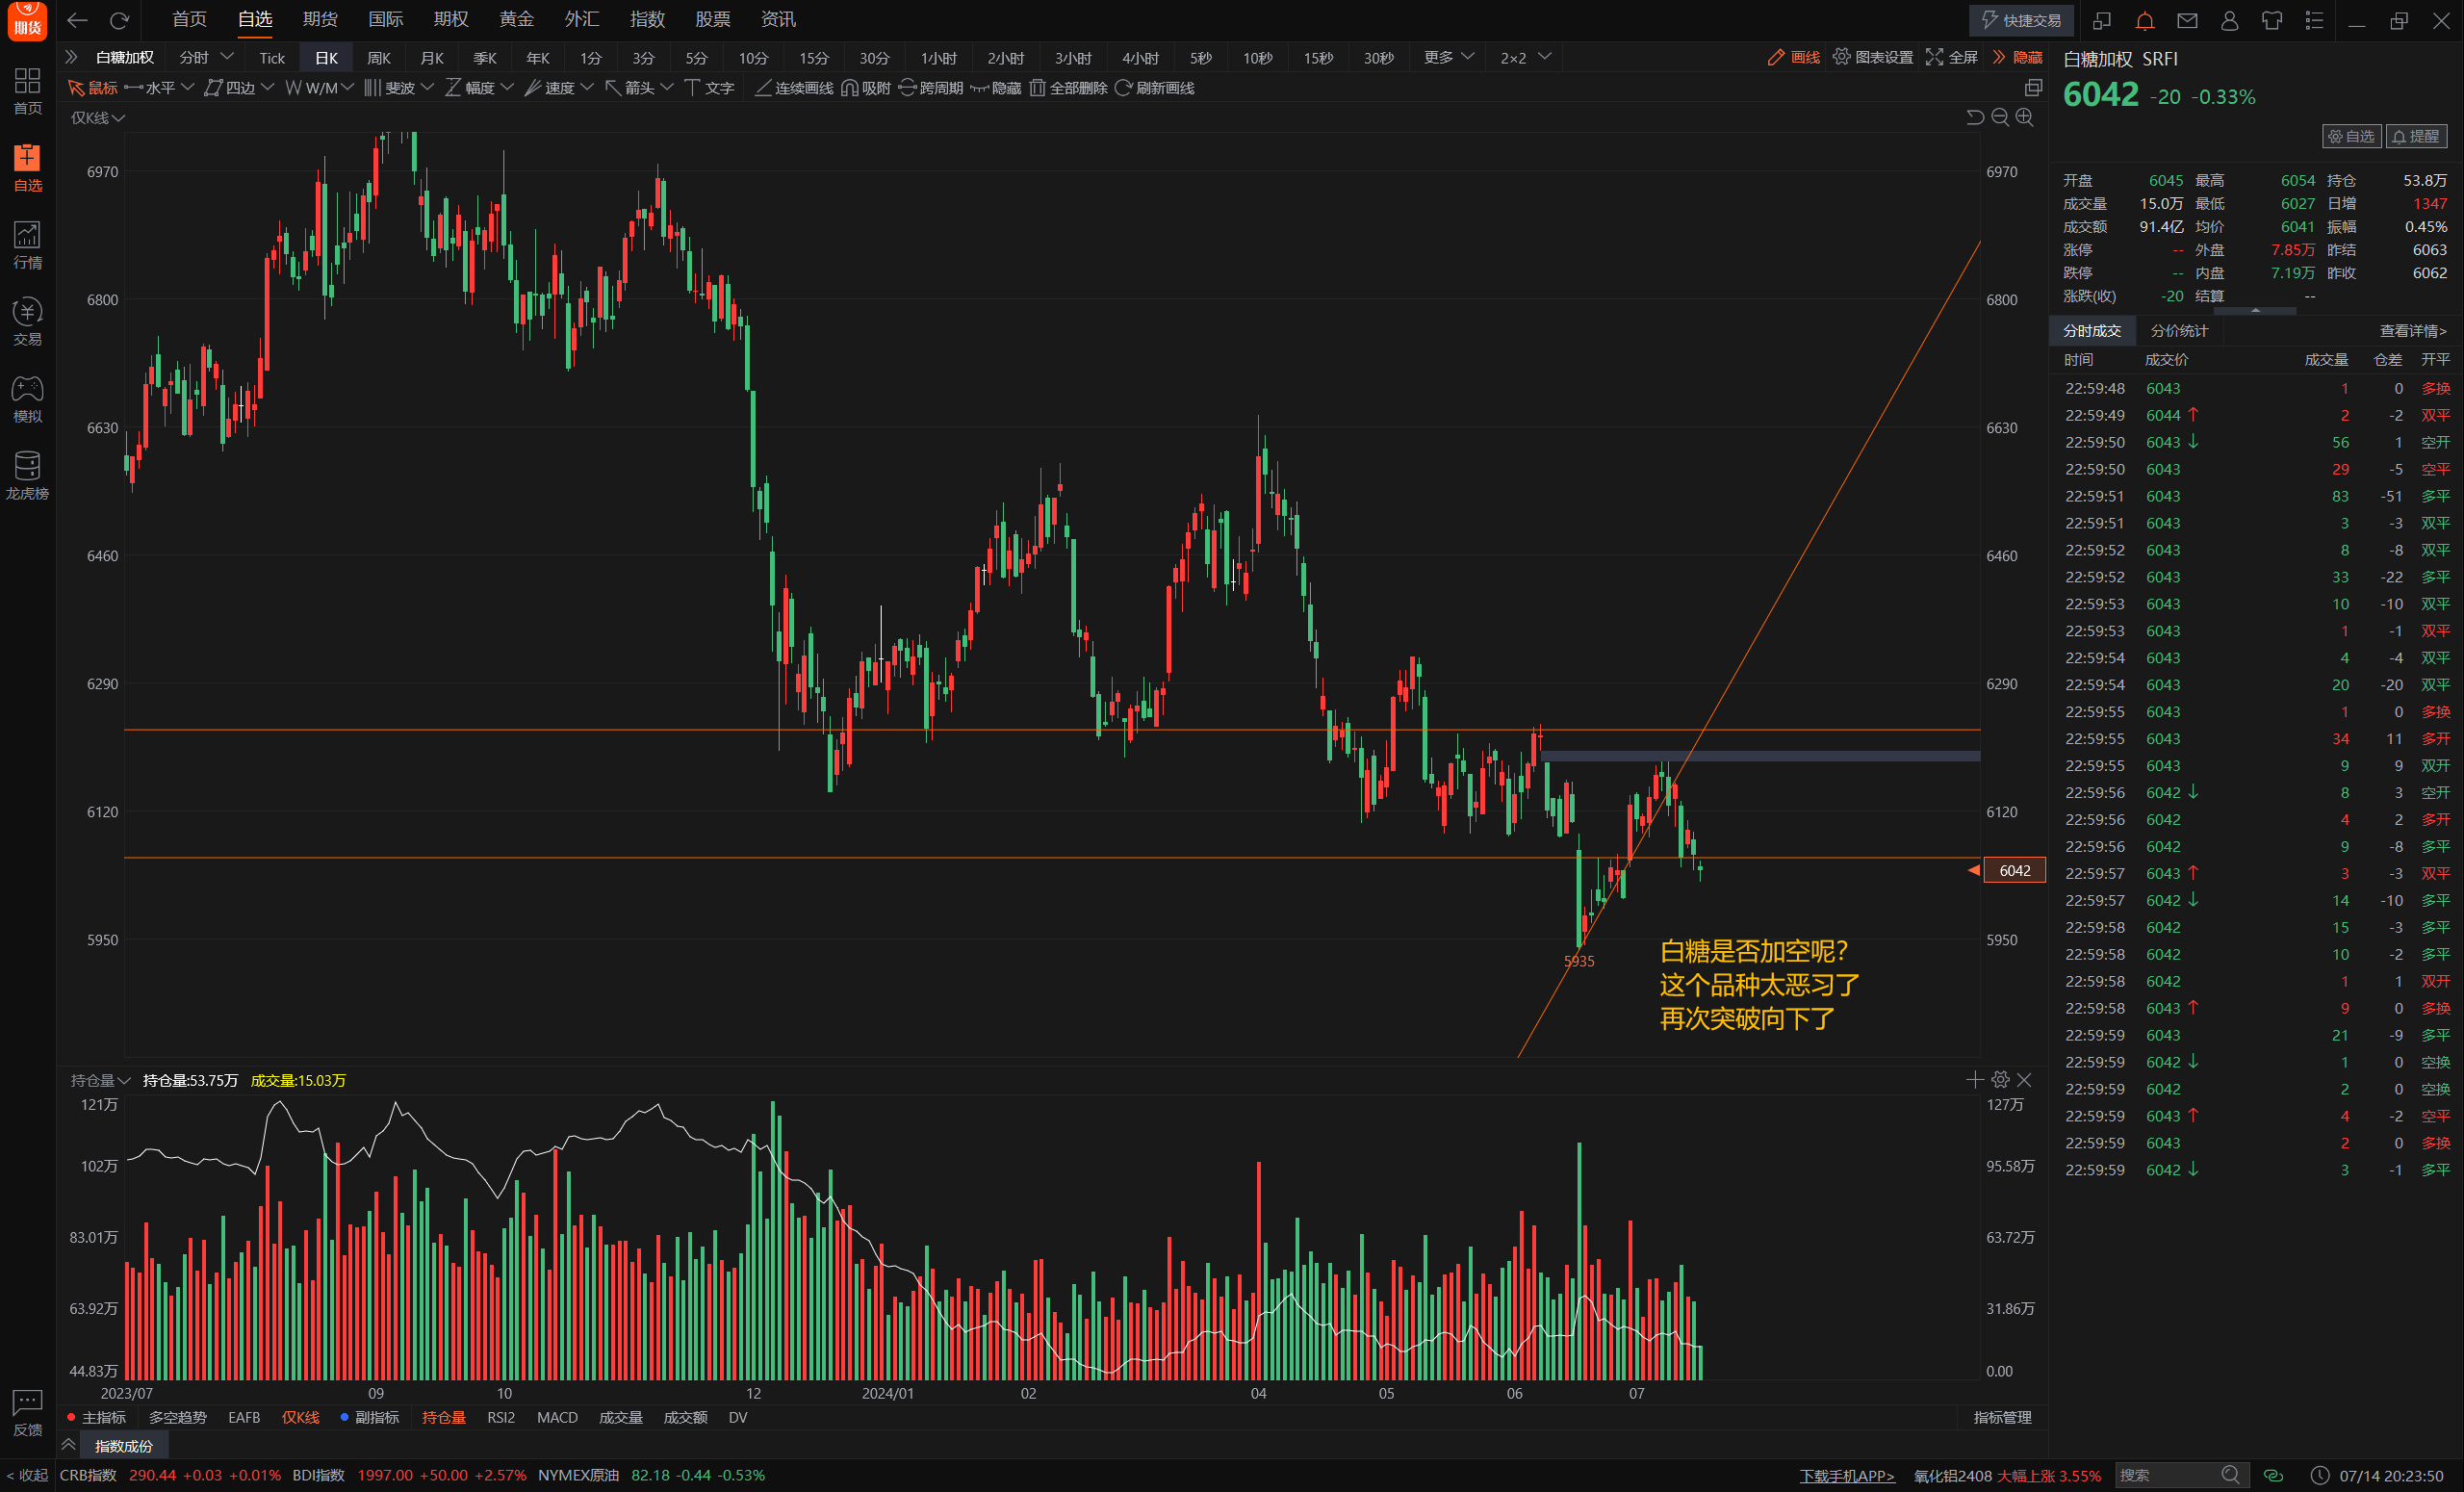 期货
首页 自选 期货 国际 期权 黄金 外汇 指数 股票 资讯
快捷交易
白糖加权 分时 Tick 日K 周K 月K 季K 年K 1分 3分 5分 10分 15分 30分 1小时 2小时 3小时 4小时 5秒 10秒 15秒 30秒 更多 2×2
画线 图表设置 全屏 隐藏
鼠标 水平 四边 W/M 斐波 幅度 速度 箭头 文字 连续画线 吸附 跨周期 隐藏 全部删除 刷新画线
仅K线
首页
自选
行情
交易
模拟
龙虎榜
反馈
< 收起
6970 6970
6800 6800
6630 6630
6460 6460
6290 6290
6120 6120
6042
5950 5950
5935
白糖是否加空呢?
这个品种太恶习了
再次突破向下了
持仓量 持仓量:53.75万 成交量:15.03万
121万 127万
102万 95.58万
83.01万 63.72万
63.92万 31.86万
44.83万 0.00
2023/07 09 10 12 2024/01 02 04 05 06 07
主指标 多空趋势 EAFB 仅K线 副指标 持仓量 RSI2 MACD 成交量 成交额 DV 指标管理
指数成份
CRB指数 290.44 +0.03 +0.01% BDI指数 1997.00 +50.00 +2.57% NYMEX原油 82.18 -0.44 -0.53%
下载手机APP> 氧化铝2408 大幅上涨 3.55% 搜索 07/14 20:23:50
白糖加权 SRFI
6042 -20 -0.33%
自选 提醒
开盘 6045 最高 6054 持仓 53.8万
成交量 15.0万 最低 6027 日增 1347
成交额 91.4亿 均价 6041 振幅 0.45%
涨停 -- 外盘 7.85万 昨结 6063
跌停 -- 内盘 7.19万 昨收 6062
涨跌(收) -20 结算 --
分时成交 分价统计 查看详情>
时间 成交价 成交量 仓差 开平
22:59:48 6043 1 0 多换
22:59:49 6044 ↑ 2 -2 双平
22:59:50 6043 ↓ 56 1 空开
22:59:50 6043 29 -5 空平
22:59:51 6043 83 -51 多平
22:59:51 6043 3 -3 双平
22:59:52 6043 8 -8 双平
22:59:52 6043 33 -22 多平
22:59:53 6043 10 -10 双平
22:59:53 6043 1 -1 双平
22:59:54 6043 4 -4 双平
22:59:54 6043 20 -20 双平
22:59:55 6043 1 0 多换
22:59:55 6043 34 11 多开
22:59:55 6043 9 9 双开
22:59:56 6042 ↓ 8 3 空开
22:59:56 6042 4 2 多开
22:59:56 6042 9 -8 多平
22:59:57 6043 ↑ 3 -3 双平
22:59:57 6042 ↓ 14 -10 多平
22:59:58 6042 15 -3 多平
22:59:58 6042 10 -2 多平
22:59:58 6042 1 1 双开
22:59:58 6043 ↑ 9 0 多换
22:59:59 6043 21 -9 多平
22:59:59 6042 ↓ 1 0 空换
22:59:59 6042 2 0 空换
22:59:59 6043 ↑ 4 -2 空平
22:59:59 6043 2 0 多换
22:59:59 6042 ↓ 3 -1 多平